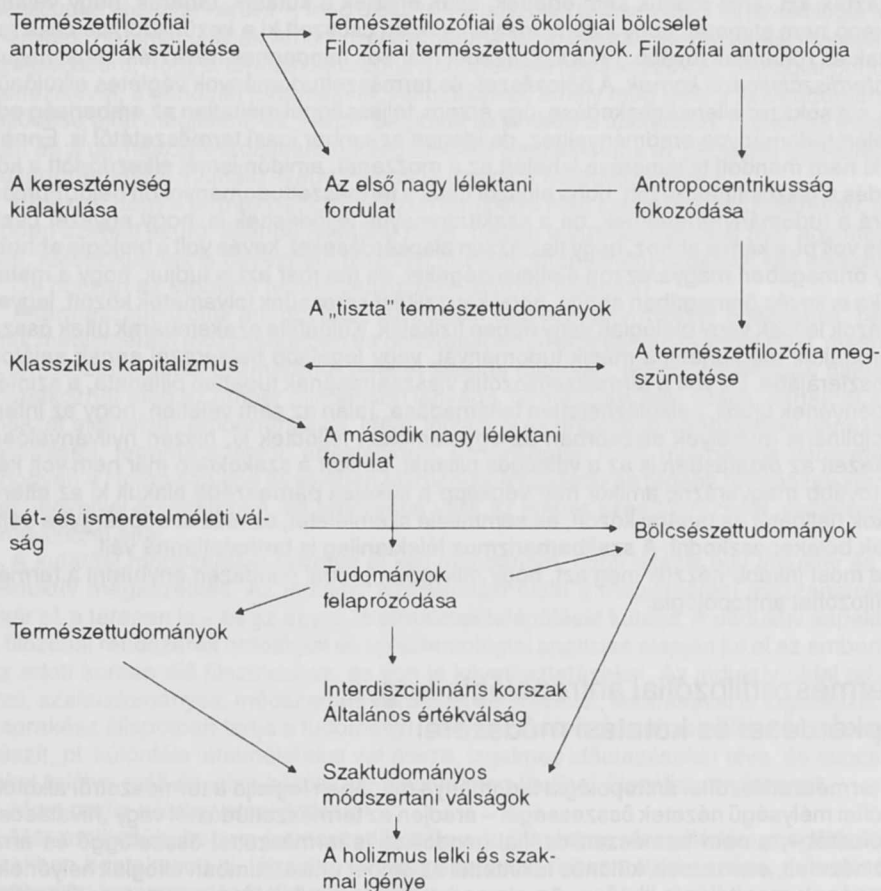 Természetfilozófiai
antropológiák születése
Temészetfilozófiai és ökológiai bölcselet
Filozófiai természettudományok. Filozófiai antropológia
A kereszténység
kialakulása
Az első nagy lélektani
fordulat
Antropocentrikusság
fokozódása
A „tiszta” természettudományok
Klasszikus kapitalizmus
A természetfilozófia meg-
szüntetése
A második nagy lélektani
fordulat
Lét- és ismeretelméleti vál-
ság
Bölcsészettudományok
Tudományok
felaprózódása
Természettudományok
Interdiszciplináris korszak
Általános értékválság
Szaktudományos
módszertani válságok
A holizmus lelki és szak-
mai igénye